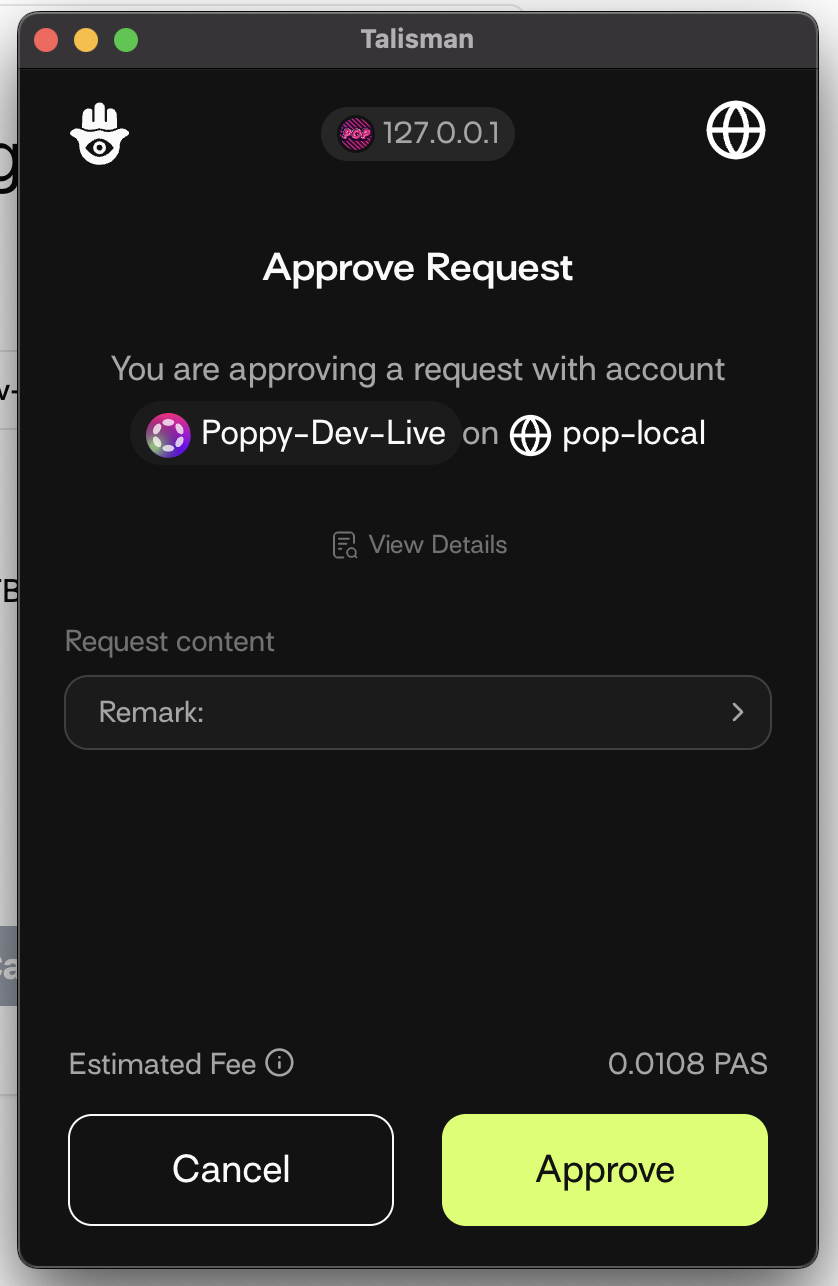 Talisman
POP 127.0.0.1
Approve Request
You are approving a request with account
Poppy-Dev-Live on pop-local
View Details
Request content
Remark:
Estimated Fee 0.0108 PAS
Cancel Approve